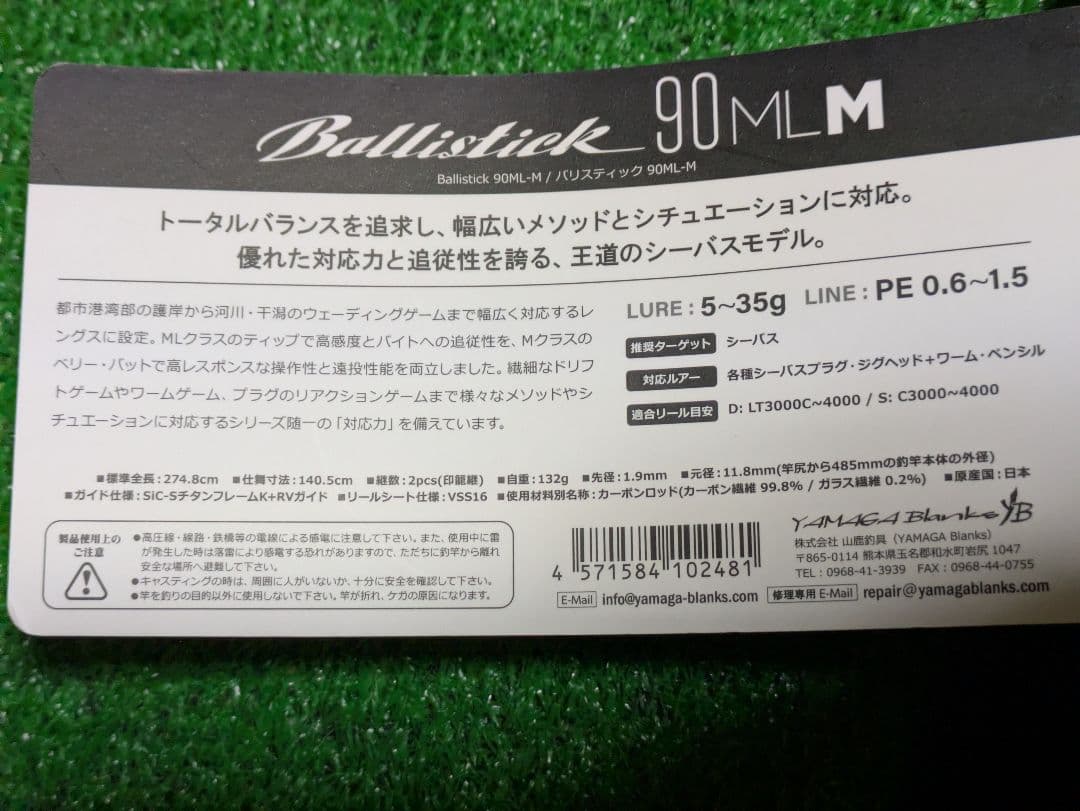 Ballistick 90MLM
Ballistick 90ML-M / バリスティック 90ML-M
トータルバランスを追求し、幅広いメソッドとシチュエーションに対応。
優れた対応力と追従性を誇る、王道のシーバスモデル。
都市港湾部の護岸から河川・干潟のウェーディングゲームまで幅広く対応するレ
ングスに設定。MLクラスのティップで高感度とバイトへの追従性を、Mクラスの
ベリー・バットで高レスポンスな操作性と遠投性能を両立しました。繊細なドリフ
トゲームやワームゲーム、プラグのリアクションゲームまで様々なメソッドやシ
チュエーションに対応するシリーズ随一の「対応力」を備えています。
LURE : 5~35g LINE : PE 0.6~1.5
推奨ターゲット シーバス
対応ルアー 各種シーバスプラグ・ジグヘッド+ワーム・ペンシル
適合リール目安 D: LT3000C~4000 / S: C3000~4000
■標準全長:274.8cm ■仕舞寸法:140.5cm ■継数:2pcs(印籠継) ■自重:132g ■先径:1.9mm ■元径:11.8mm(竿尻から485mmの釣竿本体の外径)
■ガイド仕様:SiC-SチタンフレームK+RVガイド ■リールシート仕様:VSS16 ■使用材料別名称:カーボンロッド(カーボン繊維 99.8% / ガラス繊維 0.2%) ■原産国:日本
製品使用上の
ご注意
●高圧線・線路・鉄橋等の電線による感電に注意して下さい。また、使用中に雷
が発生した時は落雷により感電する恐れがありますので、ただちに釣竿から離れ
安全な場所へ避難して下さい。
●キャスティングの時は、周囲に人がいないか、十分に安全を確認して下さい。
●竿を釣りの目的以外に使用しないで下さい。竿が折れ、ケガの原因になります。
4 571584 102481
YAMAGA Blanks YB
株式会社 山鹿釣具(YAMAGA Blanks)
〒865-0114 熊本県玉名郡和水町岩尻 1047
TEL : 0968-41-3939 FAX : 0968-44-0755
E-Mail info@yamaga-blanks.com 修理専用 E-Mail repair@yamagablanks.com